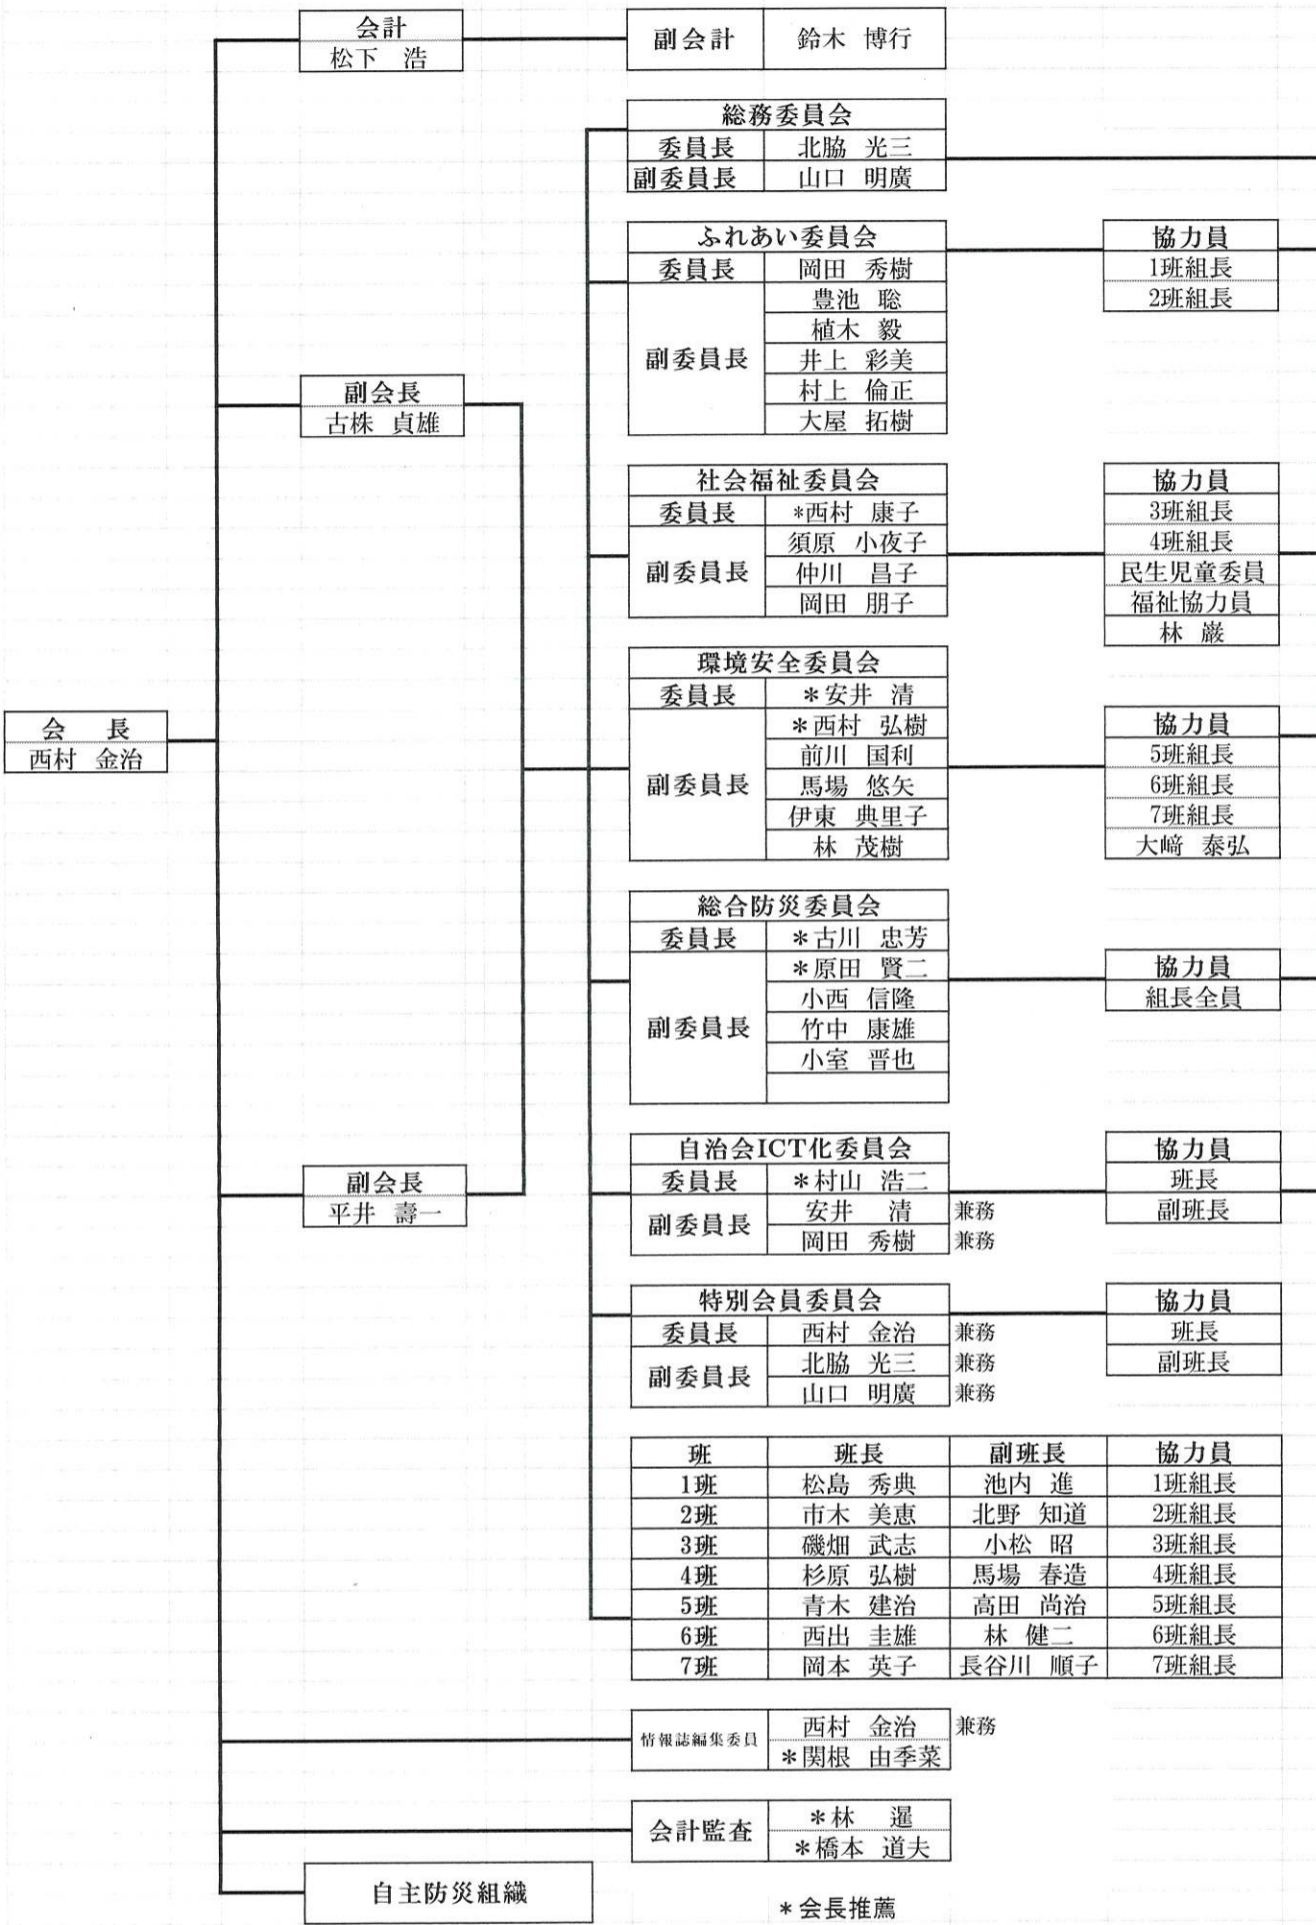 会計
松下 浩
副会計 鈴木 博行
総務委員会
委員長 北脇 光三
副委員長 山口 明廣
ふれあい委員会
委員長 岡田 秀樹
副委員長
豊池 聡
植木 毅
井上 彩美
村上 倫正
大屋 拓樹
協力員
1班組長
2班組長
副会長
古株 貞雄
社会福祉委員会
委員長 *西村 康子
副委員長
須原 小夜子
仲川 昌子
岡田 朋子
協力員
3班組長
4班組長
民生児童委員
福祉協力員
林 巌
会 長
西村 金治
環境安全委員会
委員長 *安井 清
副委員長
*西村 弘樹
前川 国利
馬場 悠矢
伊東 典里子
林 茂樹
協力員
5班組長
6班組長
7班組長
大﨑 泰弘
総合防災委員会
委員長 *古川 忠芳
副委員長
*原田 賢二
小西 信隆
竹中 康雄
小室 晋也
協力員
組長全員
副会長
平井 壽一
自治会ICT化委員会
委員長 *村山 浩二
副委員長
安井 清 兼務
岡田 秀樹 兼務
協力員
班長
副班長
特別会員委員会
委員長 西村 金治 兼務
副委員長
北脇 光三 兼務
山口 明廣 兼務
協力員
班長
副班長
班 班長 副班長 協力員
1班 松島 秀典 池内 進 1班組長
2班 市木 美恵 北野 知道 2班組長
3班 磯畑 武志 小松 昭 3班組長
4班 杉原 弘樹 馬場 春造 4班組長
5班 青木 建治 高田 尚治 5班組長
6班 西出 圭雄 林 健二 6班組長
7班 岡本 英子 長谷川 順子 7班組長
情報誌編集委員
西村 金治 兼務
*関根 由季菜
会計監査
*林 暹
*橋本 道夫
自主防災組織
*会長推薦